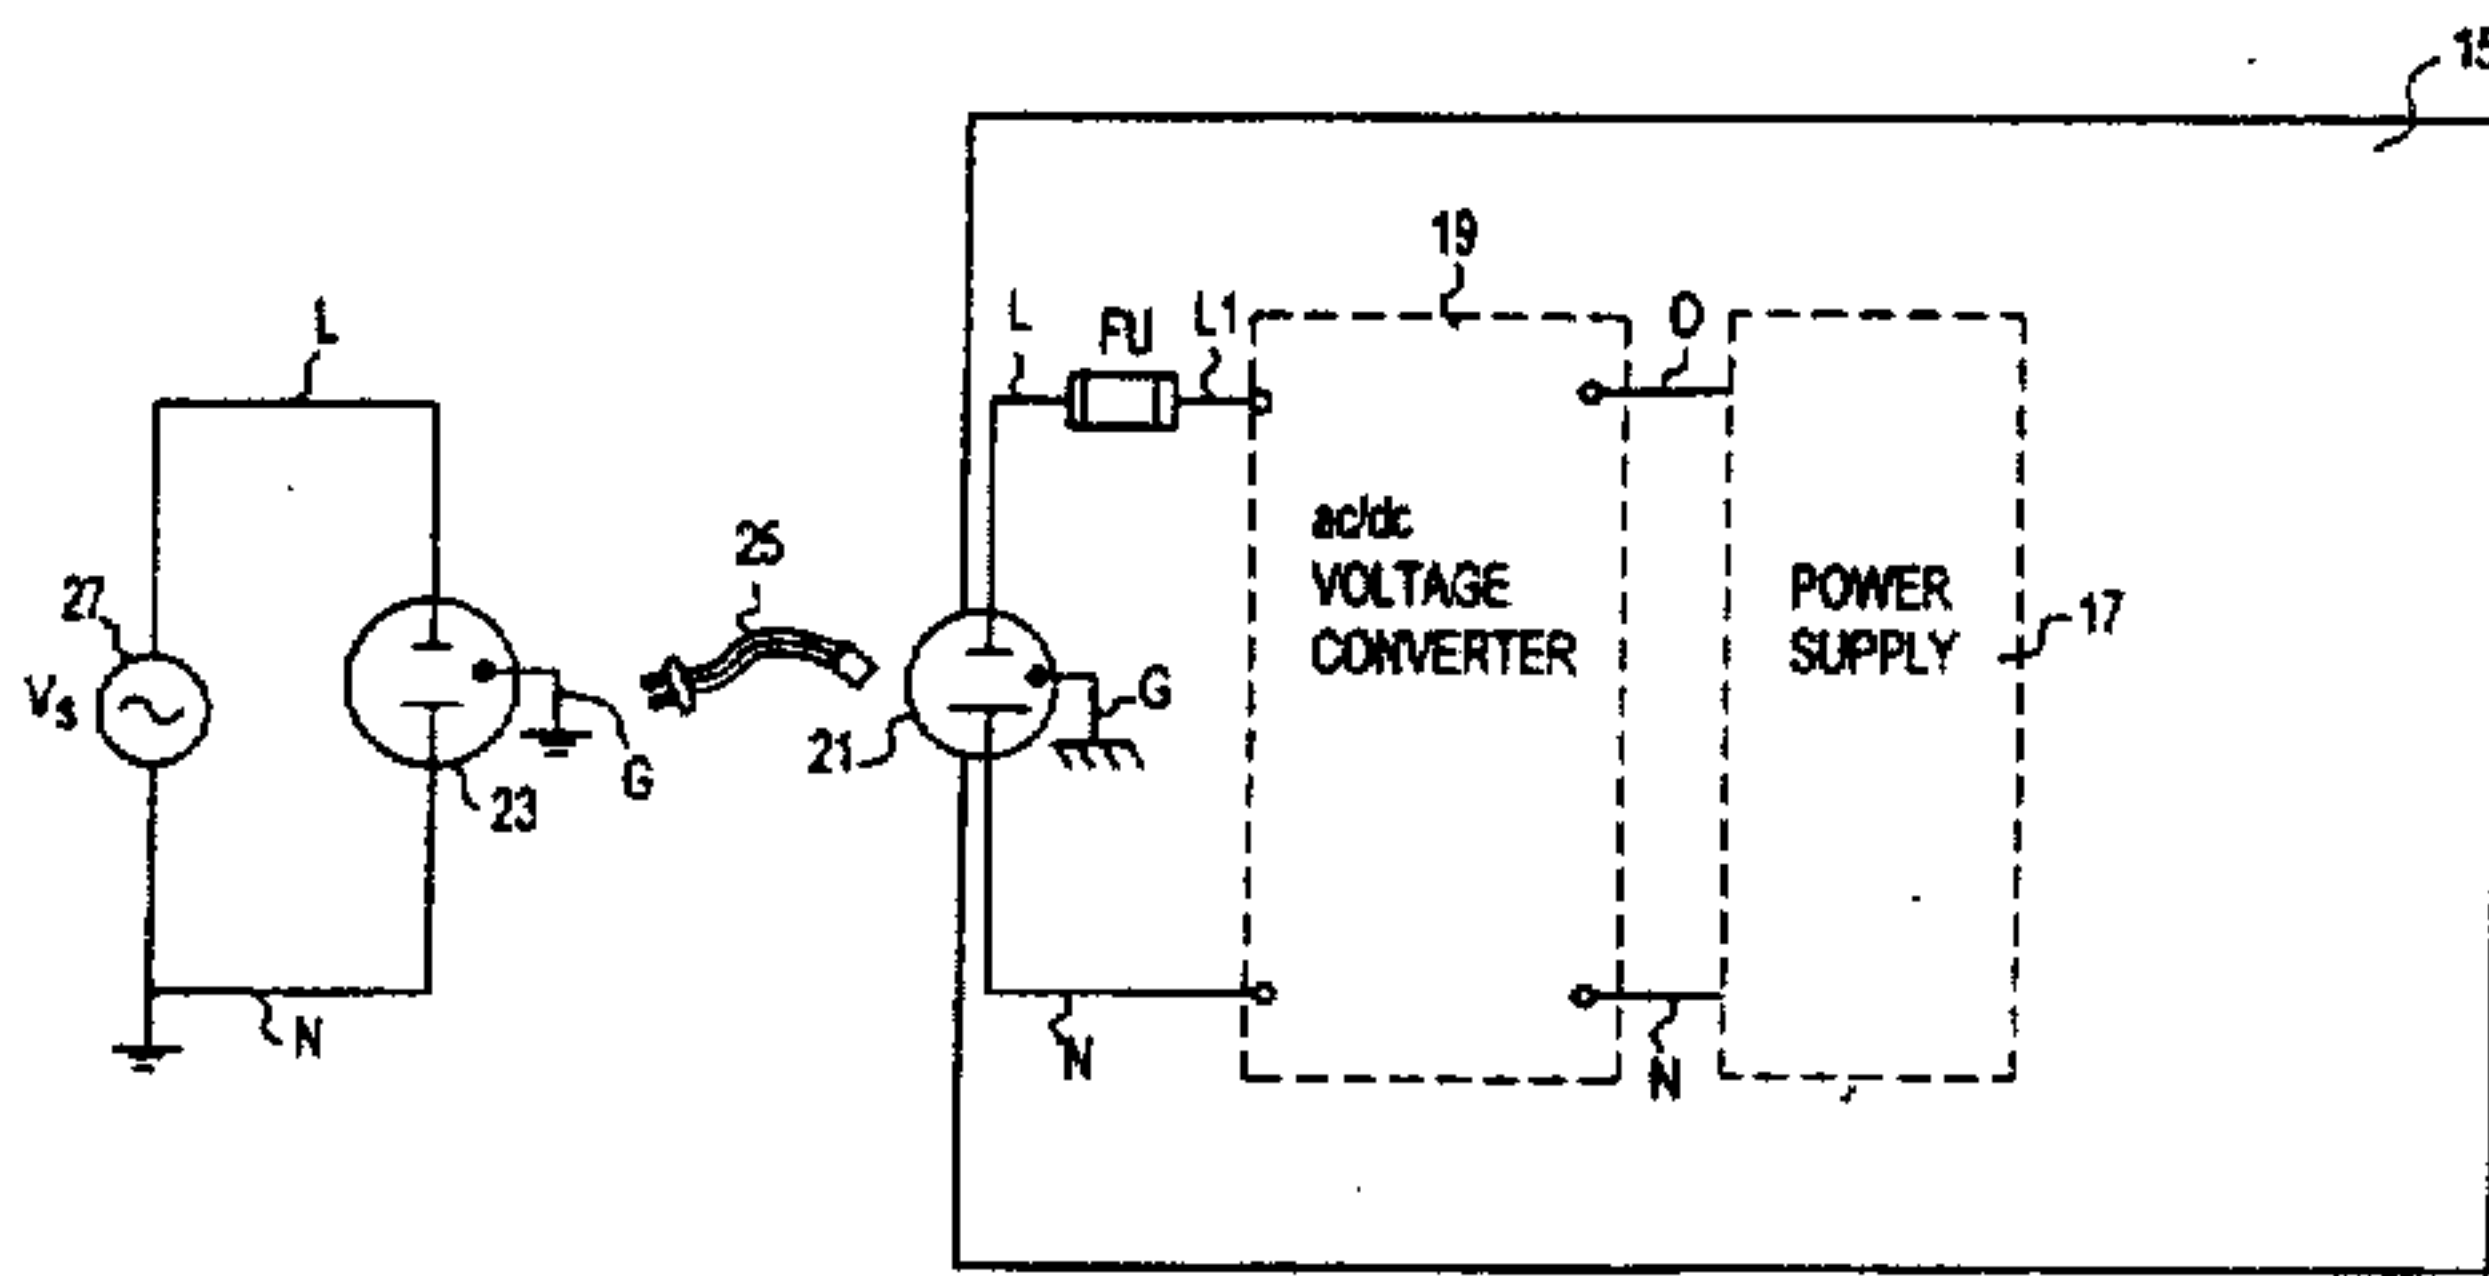 15
19
L
L
FU
L1
O
25
ac/dc
VOLTAGE
CONVERTER
POWER
SUPPLY
17
27
Vs
G
21
G
23
N
N
N